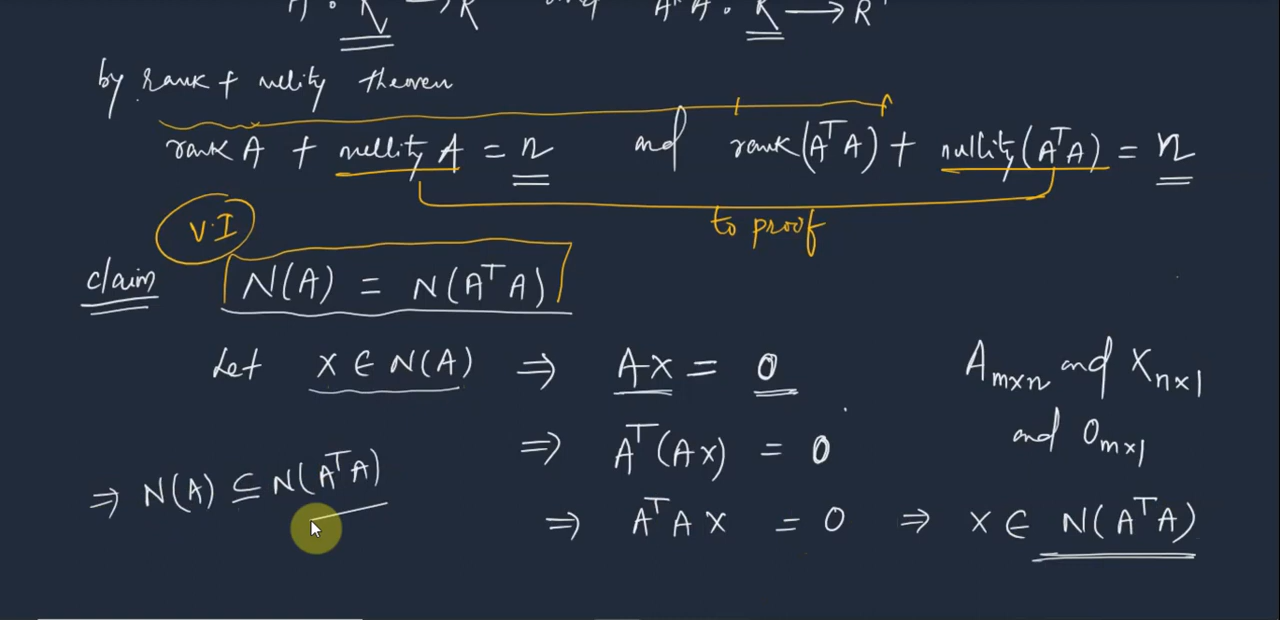 by rank + nullity theorem
rank A + nullity A = n and rank(AᵀA) + nullity(AᵀA) = n
to proof
V.I
claim N(A) = N(AᵀA)
Let X ∈ N(A) ⇒ AX = 0 Aₘₓₙ and Xₙₓ₁
⇒ Aᵀ(AX) = 0 and 0ₘₓ₁
⇒ N(A) ⊆ N(AᵀA)
⇒ AᵀAX = 0 ⇒ X ∈ N(AᵀA)